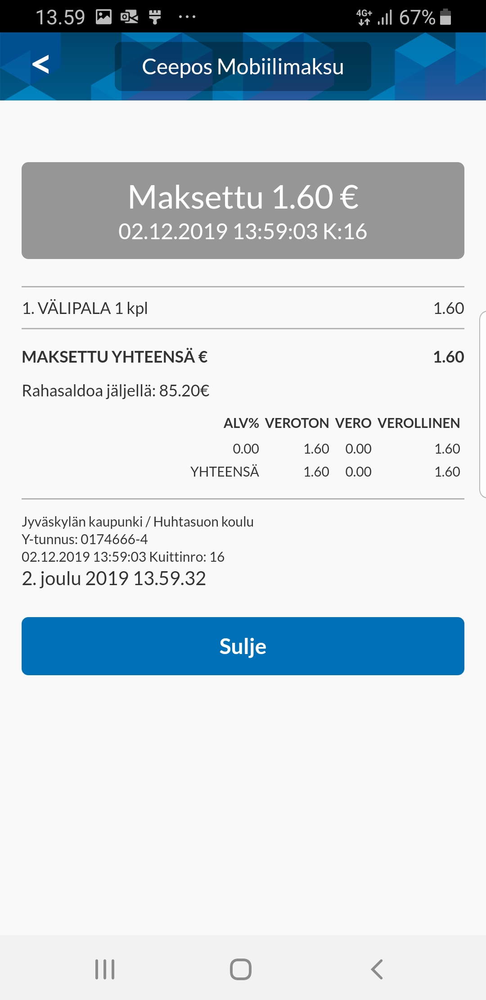 13.59 4G+ 67%
< Ceepos Mobiilimaksu
Maksettu 1.60 €
02.12.2019 13:59:03 K:16
1. VÄLIPALA 1 kpl 1.60
MAKSETTU YHTEENSÄ € 1.60
Rahasaldoa jäljellä: 85.20€
ALV% VEROTON VERO VEROLLINEN
0.00 1.60 0.00 1.60
YHTEENSÄ 1.60 0.00 1.60
Jyväskylän kaupunki / Huhtasuon koulu
Y-tunnus: 0174666-4
02.12.2019 13:59:03 Kuittinro: 16
2. joulu 2019 13.59.32
Sulje